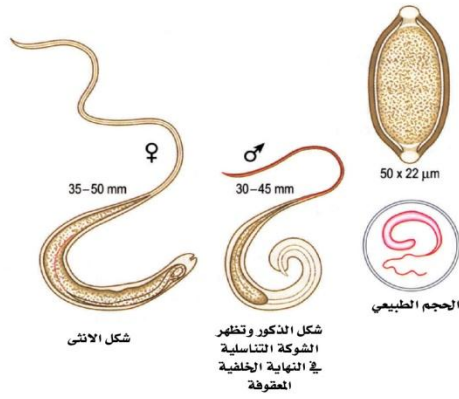 ♀
35–50 mm
شكل الانثى
♂
30–45 mm
شكل الذكور وتظهر
الشوكة التناسلية
في النهاية الخلفية
المعقوفة
50 x 22 µm
الحجم الطبيعي